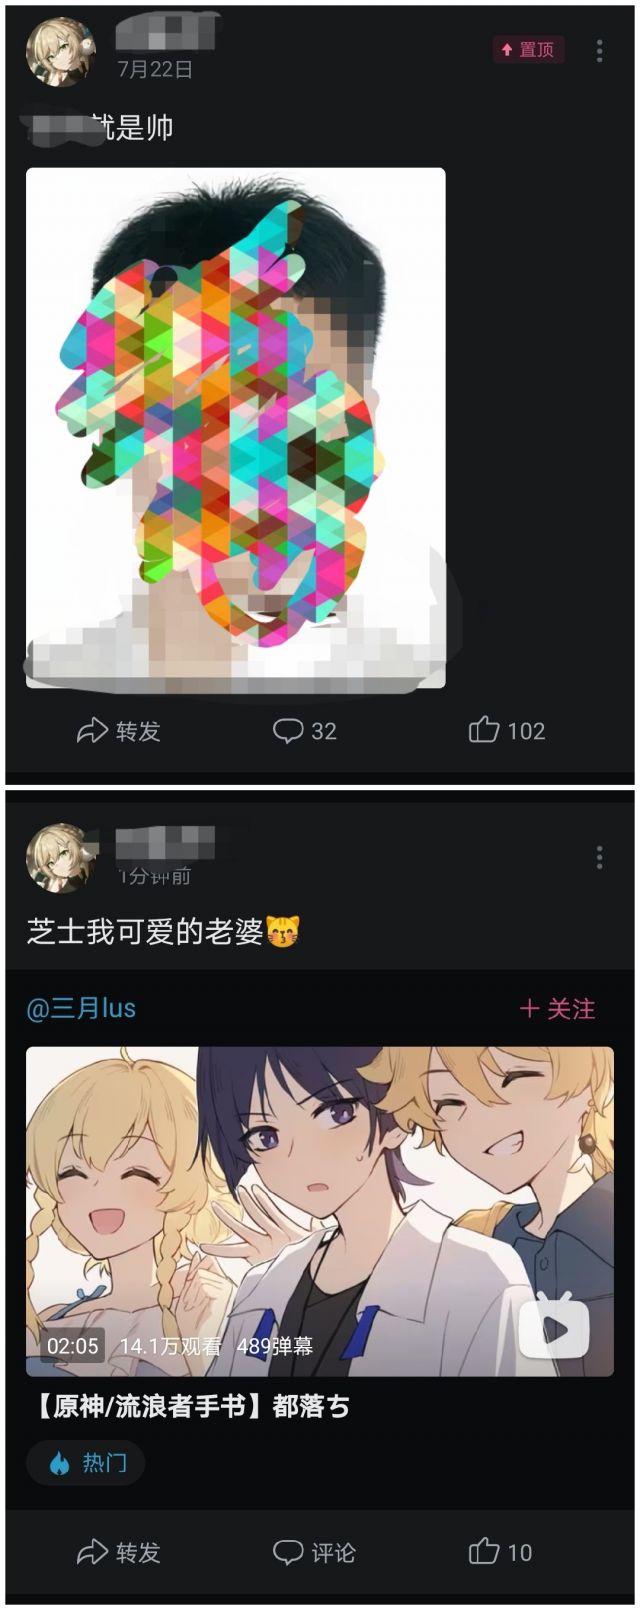 置顶
7月22日
就是帅
转发
32
102
1分钟前
芝士我可爱的老婆
@三月lus
+ 关注
02:05 14.1万观看 489弹幕
【原神/流浪者手书】都落ち
热门
转发
评论
10